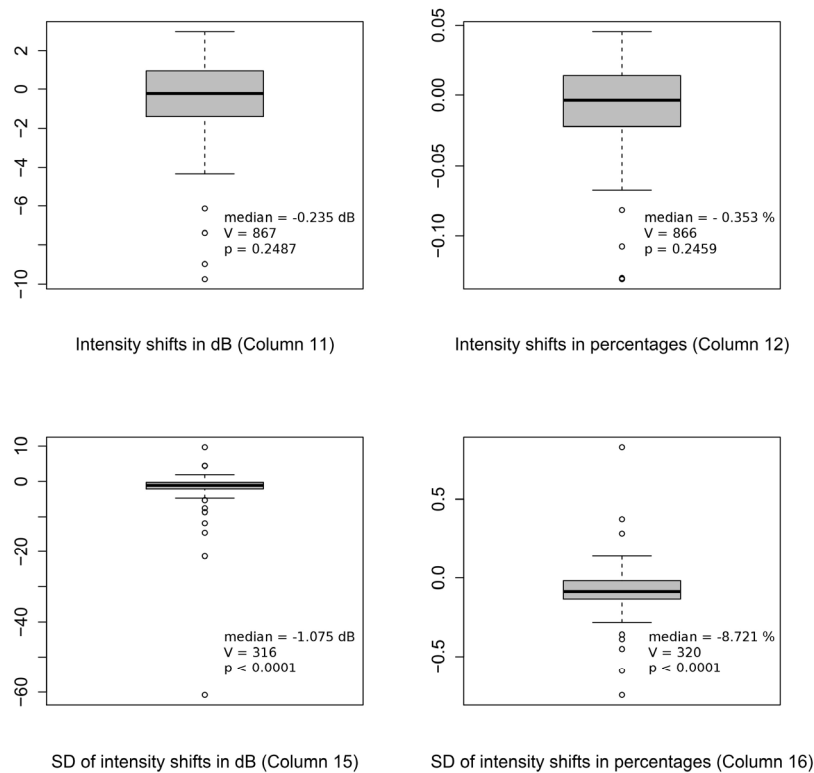 2
0
−2
−4
−6
−10
median = -0.235 dB
V = 867
p = 0.2487
Intensity shifts in dB (Column 11)
0.05
0.00
−0.05
−0.10
median = - 0.353 %
V = 866
p = 0.2459
Intensity shifts in percentages (Column 12)
10
0
−20
−40
−60
median = -1.075 dB
V = 316
p < 0.0001
SD of intensity shifts in dB (Column 15)
0.5
0.0
−0.5
median = -8.721 %
V = 320
p < 0.0001
SD of intensity shifts in percentages (Column 16)